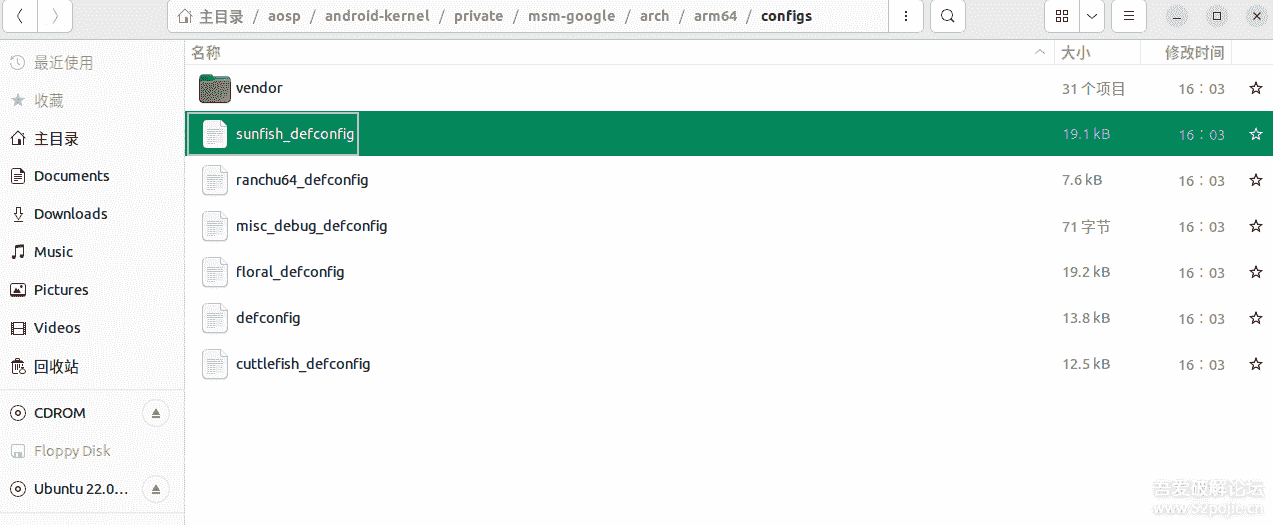 主目录 / aosp / android-kernel / private / msm-google / arch / arm64 / configs
名称 大小 修改时间
最近使用
收藏
主目录
Documents
Downloads
Music
Pictures
Videos
回收站
CDROM
Floppy Disk
Ubuntu 22.0...
vendor 31 个项目 16：03
sunfish_defconfig 19.1 kB 16：03
ranchu64_defconfig 7.6 kB 16：03
misc_debug_defconfig 71 字节 16：03
floral_defconfig 19.2 kB 16：03
defconfig 13.8 kB 16：03
cuttlefish_defconfig 12.5 kB 16：03
吾爱破解论坛
www.52pojie.cn